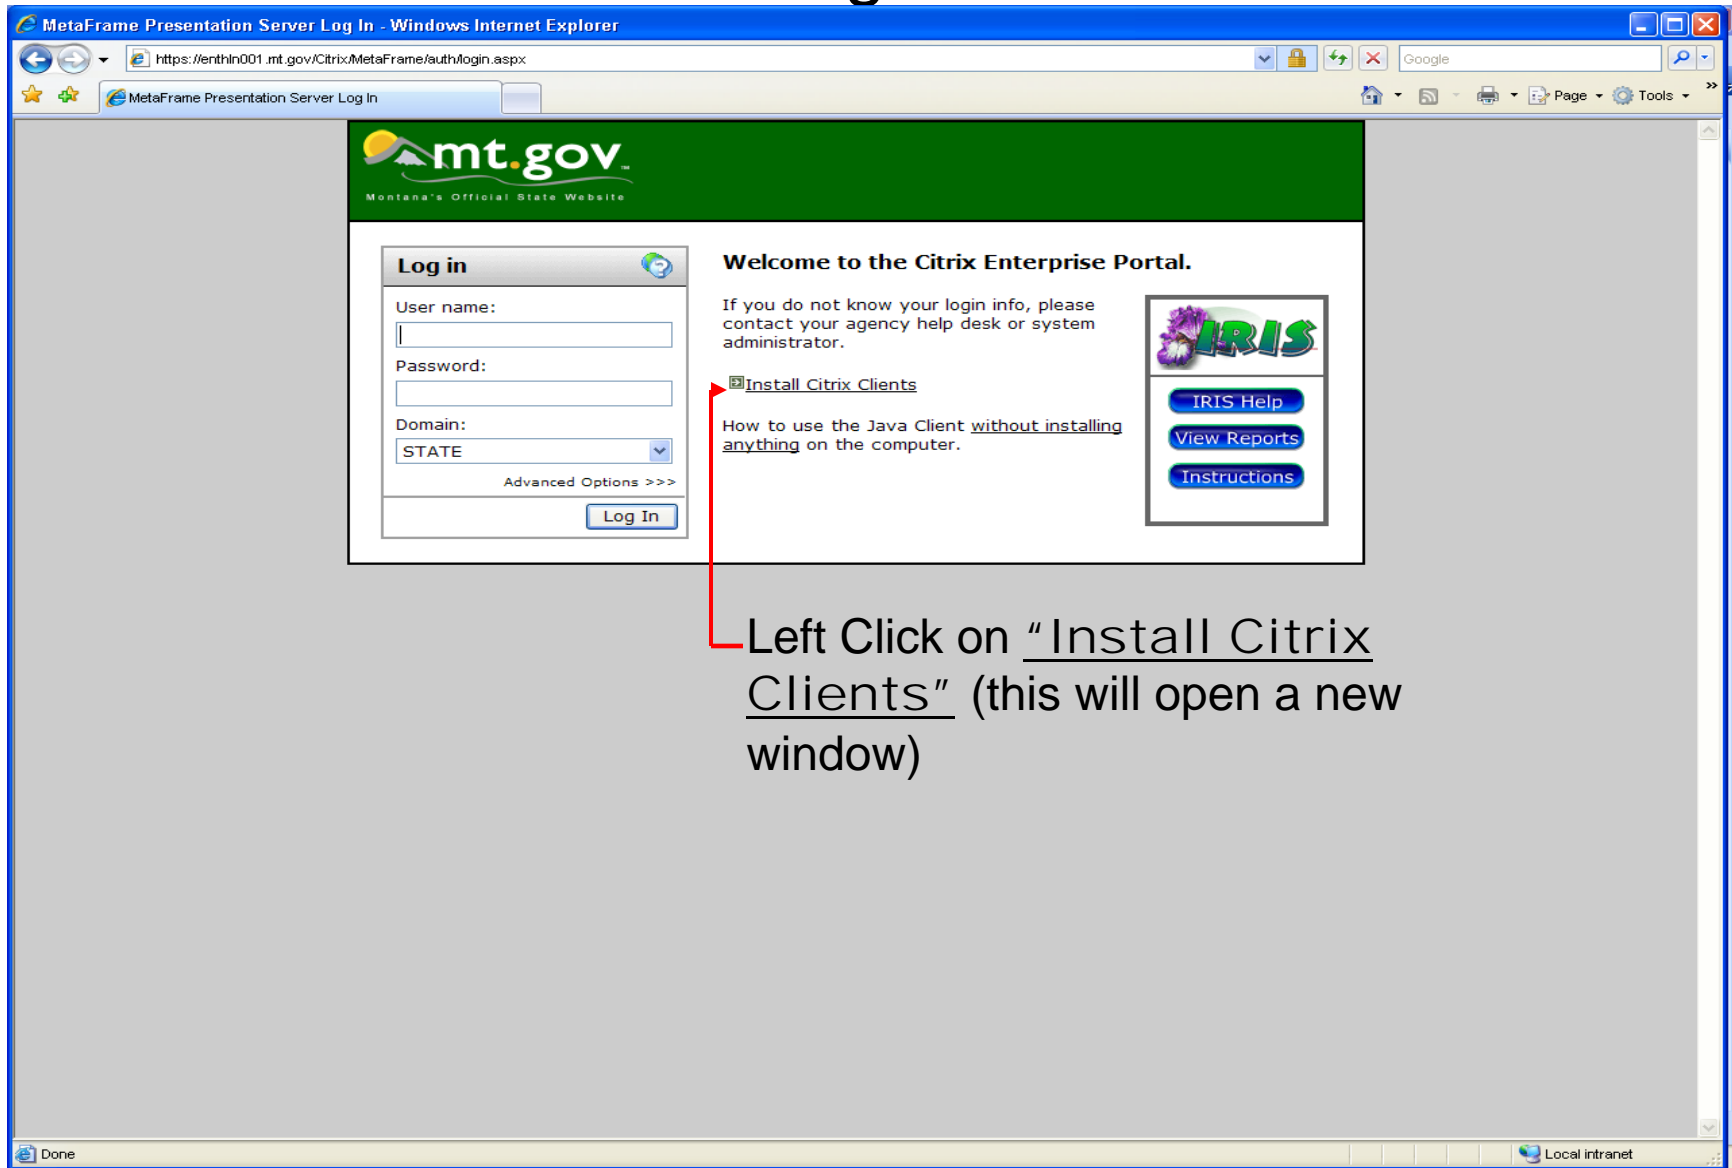 g
MetaFrame Presentation Server Log In - Windows Internet Explorer
https://enthln001.mt.gov/Citrix/MetaFrame/auth/login.aspx
Google
MetaFrame Presentation Server Log In
Page
Tools
»
mt.gov™
Montana's Official State Website
Log in
User name:
Password:
Domain:
STATE
Advanced Options >>>
Log In
Welcome to the Citrix Enterprise Portal.
If you do not know your login info, please
contact your agency help desk or system
administrator.
Install Citrix Clients
How to use the Java Client without installing
anything on the computer.
IRIS
IRIS Help
View Reports
Instructions
Left Click on "Install Citrix
Clients" (this will open a new
window)
Done
Local intranet